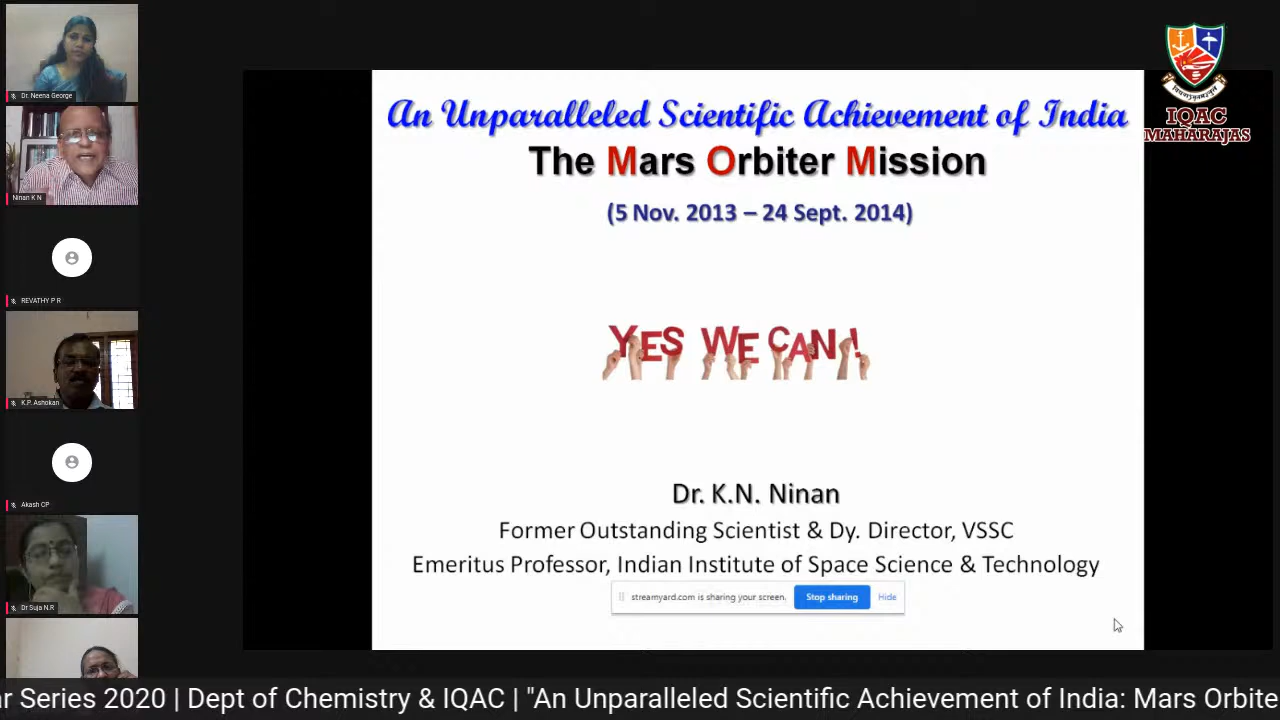 Dr. Neena George
Ninan K N
REVATHY P R
K.P. Ashokan
Akash CP
Dr Suja N.R
An Unparalleled Scientific Achievement of India
The Mars Orbiter Mission
(5 Nov. 2013 – 24 Sept. 2014)
YES WE CAN!
Dr. K.N. Ninan
Former Outstanding Scientist & Dy. Director, VSSC
Emeritus Professor, Indian Institute of Space Science & Technology
streamyard.com is sharing your screen. Stop sharing Hide
IQAC
MAHARAJAS
ar Series 2020 | Dept of Chemistry & IQAC | "An Unparalleled Scientific Achievement of India: Mars Orbite